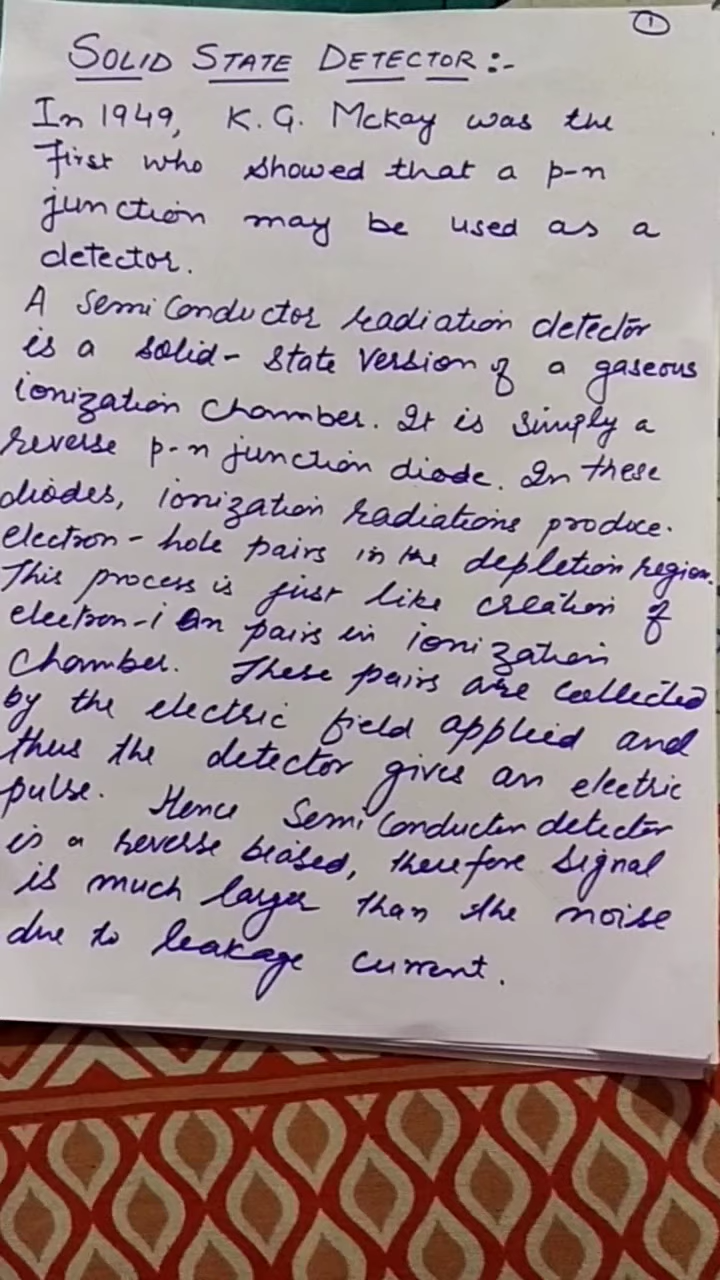 1
SOLID STATE DETECTOR :-
In 1949, K. G. Mckay was the
First who showed that a p-n
junction may be used as a
detector.
A semiconductor radiation detector
is a solid-state version of a gaseous
ionization chamber. It is simply a
reverse p-n junction diode. In these
diodes, ionization radiations produce.
electron-hole pairs in the depletion region.
This process is just like creation of
electron-ion pairs in ionization
chamber. These pairs are collected
by the electric field applied and
thus the detector gives an electric
pulse. Hence semiconductor detector
is a reverse biased, therefore signal
is much larger than the noise
due to leakage current.